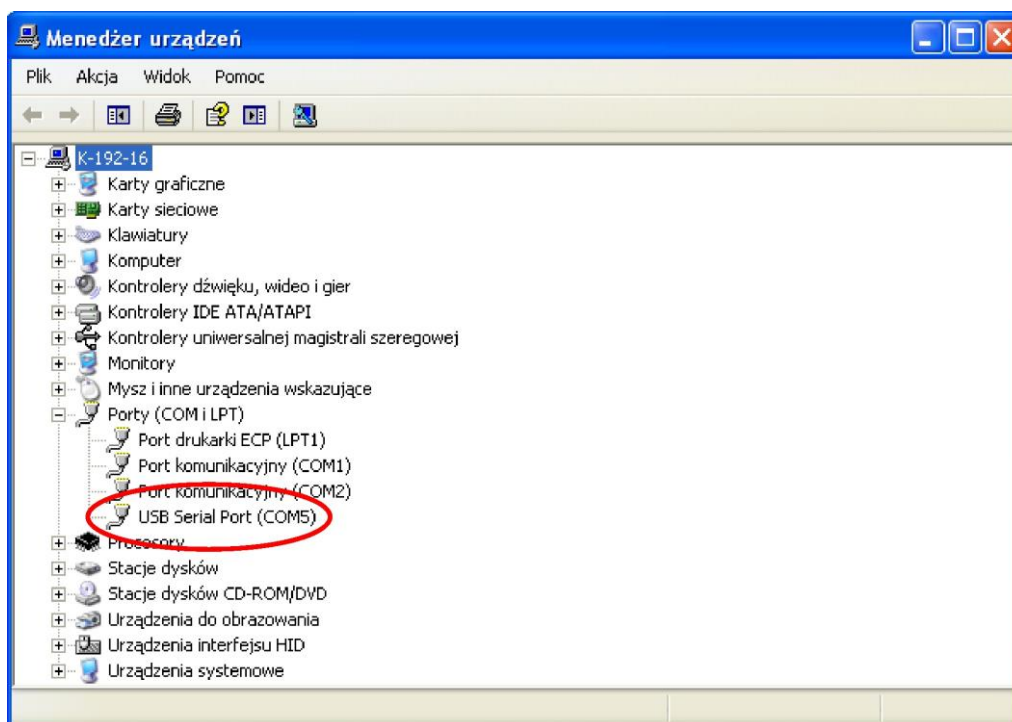 Menedżer urządzeń
Plik Akcja Widok Pomoc
K-192-16
Karty graficzne
Karty sieciowe
Klawiatury
Komputer
Kontrolery dźwięku, wideo i gier
Kontrolery IDE ATA/ATAPI
Kontrolery uniwersalnej magistrali szeregowej
Monitory
Mysz i inne urządzenia wskazujące
Porty (COM i LPT)
Port drukarki ECP (LPT1)
Port komunikacyjny (COM1)
Port komunikacyjny (COM2)
USB Serial Port (COM5)
Procesory
Stacje dysków
Stacje dysków CD-ROM/DVD
Urządzenia do obrazowania
Urządzenia interfejsu HID
Urządzenia systemowe